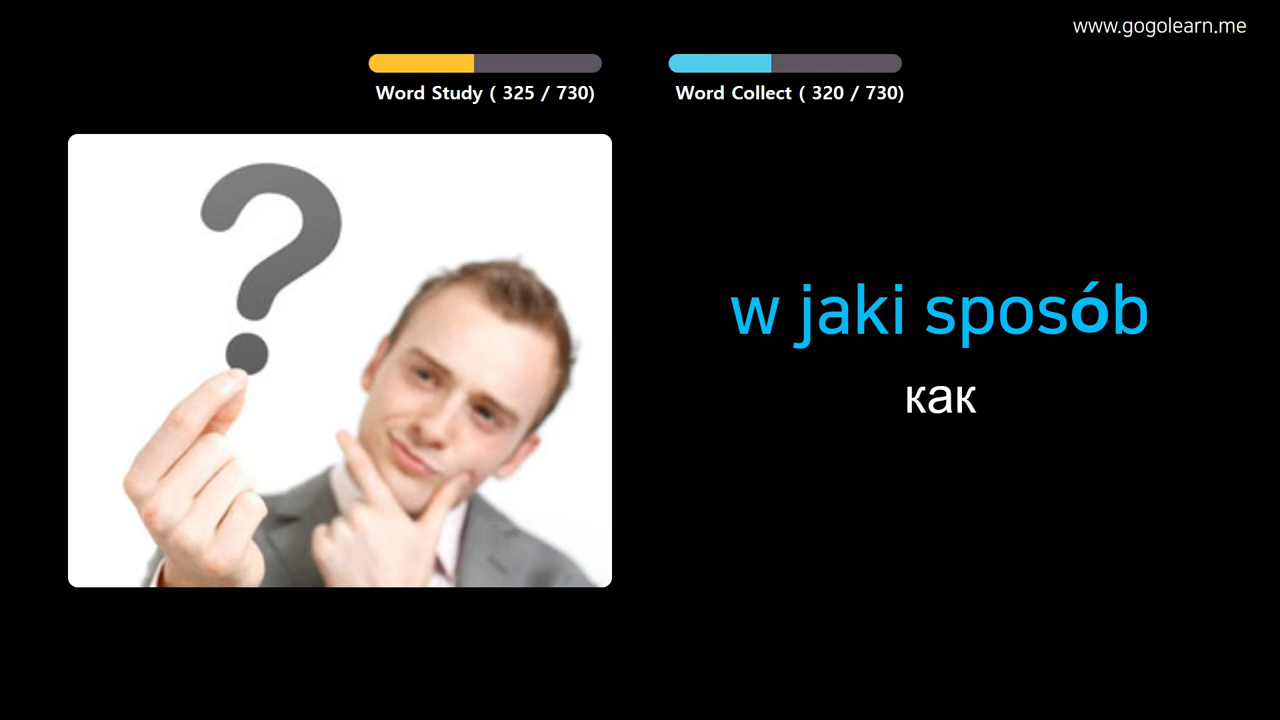 www.gogolearn.me
Word Study ( 325 / 730)
Word Collect ( 320 / 730)
?
w jaki sposób
как